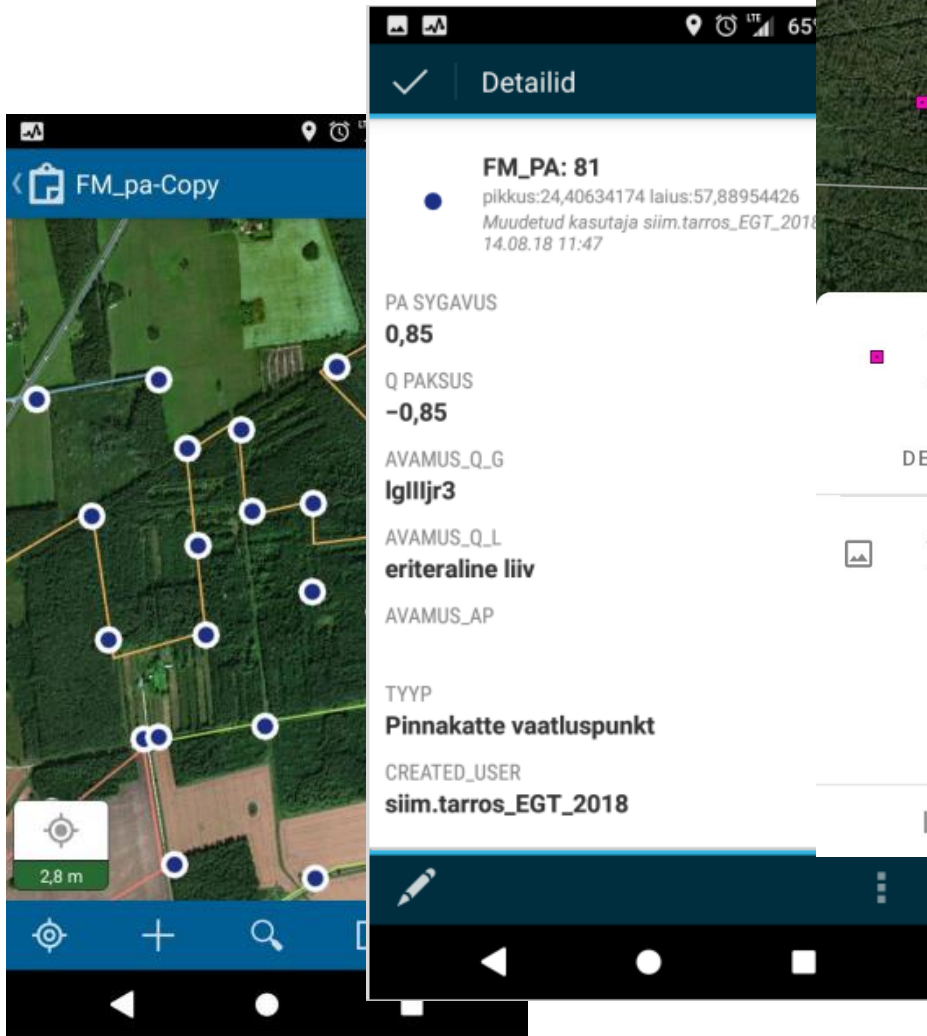 FM_pa-Copy
2,8 m
LTE
65
Detailid
FM_PA: 81
pikkus:24,40634174 laius:57,88954426
Muudetud kasutaja siim.tarros_EGT_2018
14.08.18 11:47
PA SYGAVUS
0,85
Q PAKSUS
−0,85
AVAMUS_Q_G
lgIIIjr3
AVAMUS_Q_L
eriteraline liiv
AVAMUS_AP
TYYP
Pinnakatte vaatluspunkt
CREATED_USER
siim.tarros_EGT_2018
DE